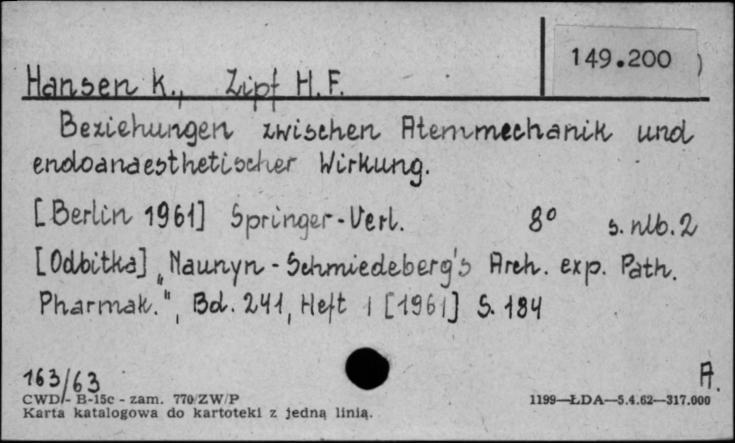 149.200
Hansen K., Zipf H.F.
Beziehungen zwischen Atemmechanik und
endoanaesthetischer Wirkung.
[Berlin 1961] Springer-Verl. 8° s. nlb. 2
[Odbitka] „Naunyn - Schmiedeberg's Arch. exp. Path.
Pharmak.", Bd. 241, Heft 1 [1961] S. 184
163/63 A.
CWD - B-15c - zam. 770/ZW/P 1199—ŁDA—5.4.62—317.000
Karta katalogowa do kartoteki z jedną linią.